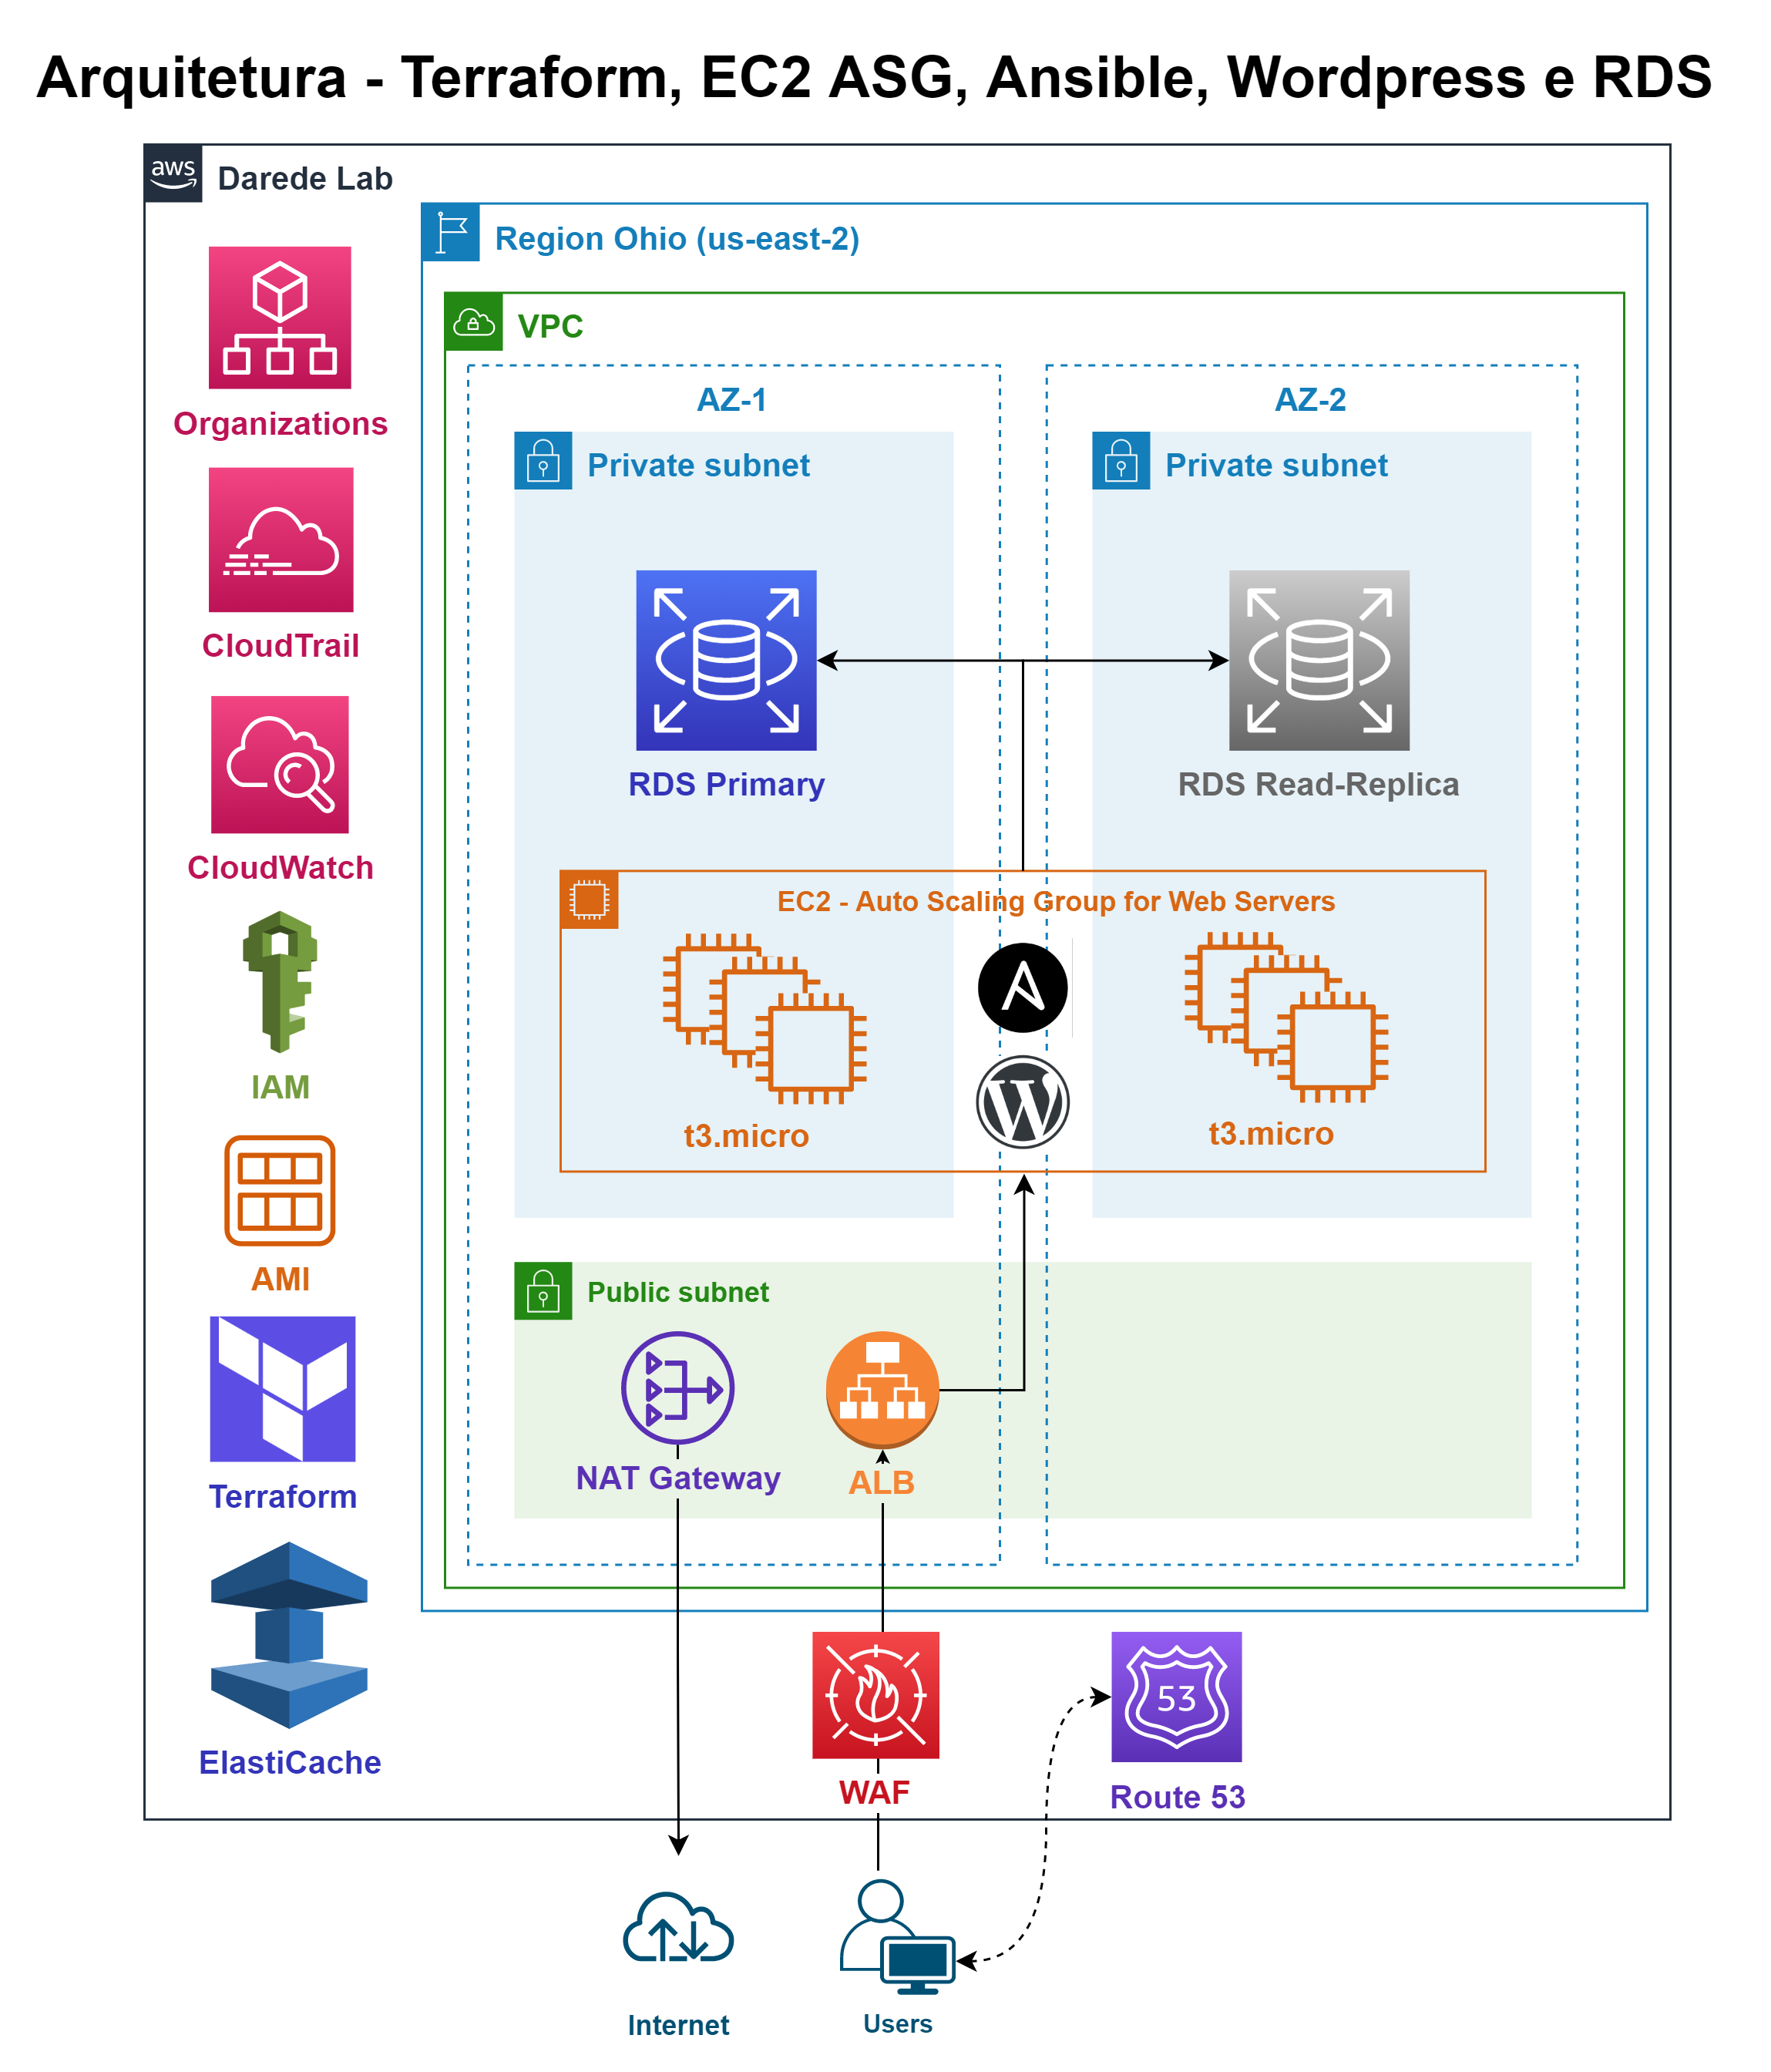 Arquitetura - Terraform, EC2 ASG, Ansible, Wordpress e RDS
aws
Darede Lab
Region Ohio (us-east-2)
VPC
Organizations
CloudTrail
CloudWatch
IAM
AMI
Terraform
ElastiCache
AZ-1
AZ-2
Private subnet
Private subnet
RDS Primary
RDS Read-Replica
EC2 - Auto Scaling Group for Web Servers
t3.micro
t3.micro
Public subnet
NAT Gateway
ALB
WAF
53
Route 53
Internet
Users